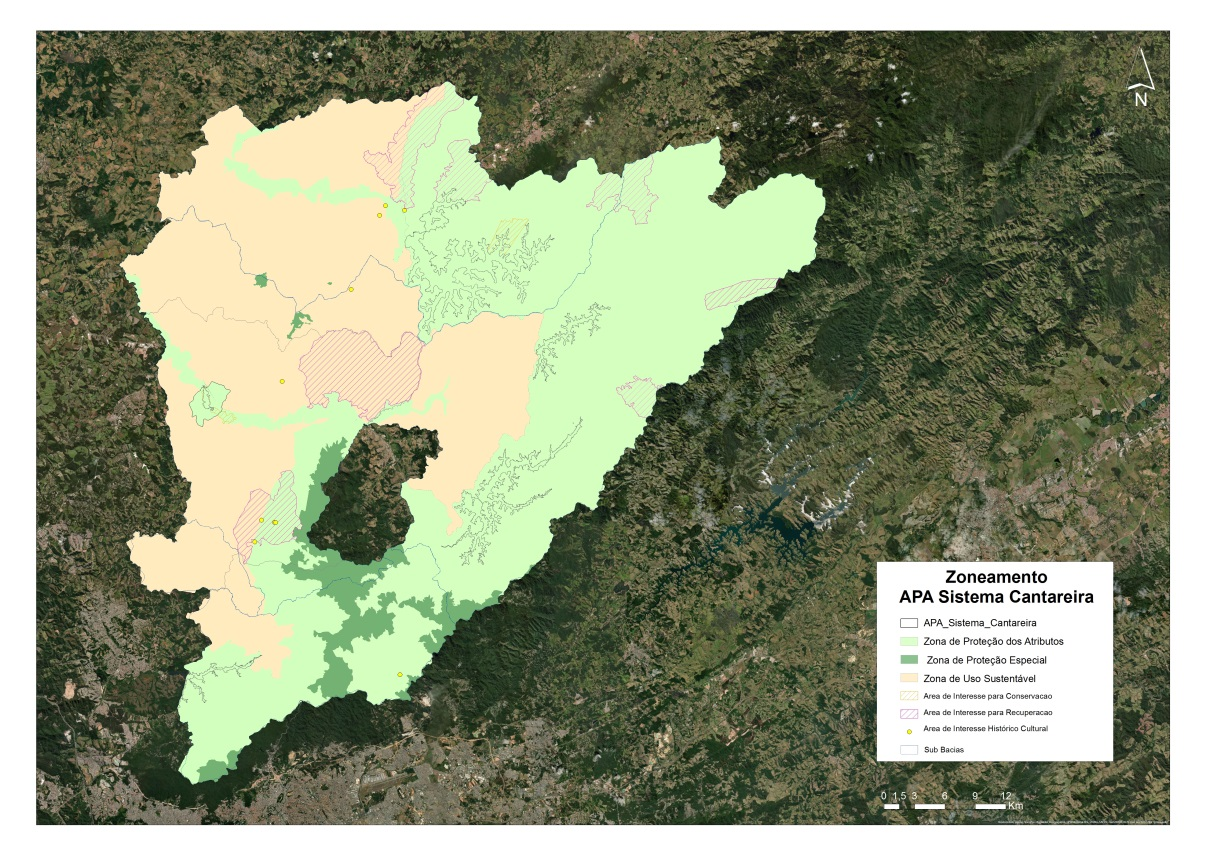 N
Zoneamento
APA Sistema Cantareira
APA_Sistema_Cantareira
Zona de Proteção dos Atributos
Zona de Proteção Especial
Zona de Uso Sustentável
Area de Interesse para Conservacao
Area de Interesse para Recuperacao
Area de Interesse Histórico Cultural
Sub Bacias
0 1,5 3 6 9 12
Km